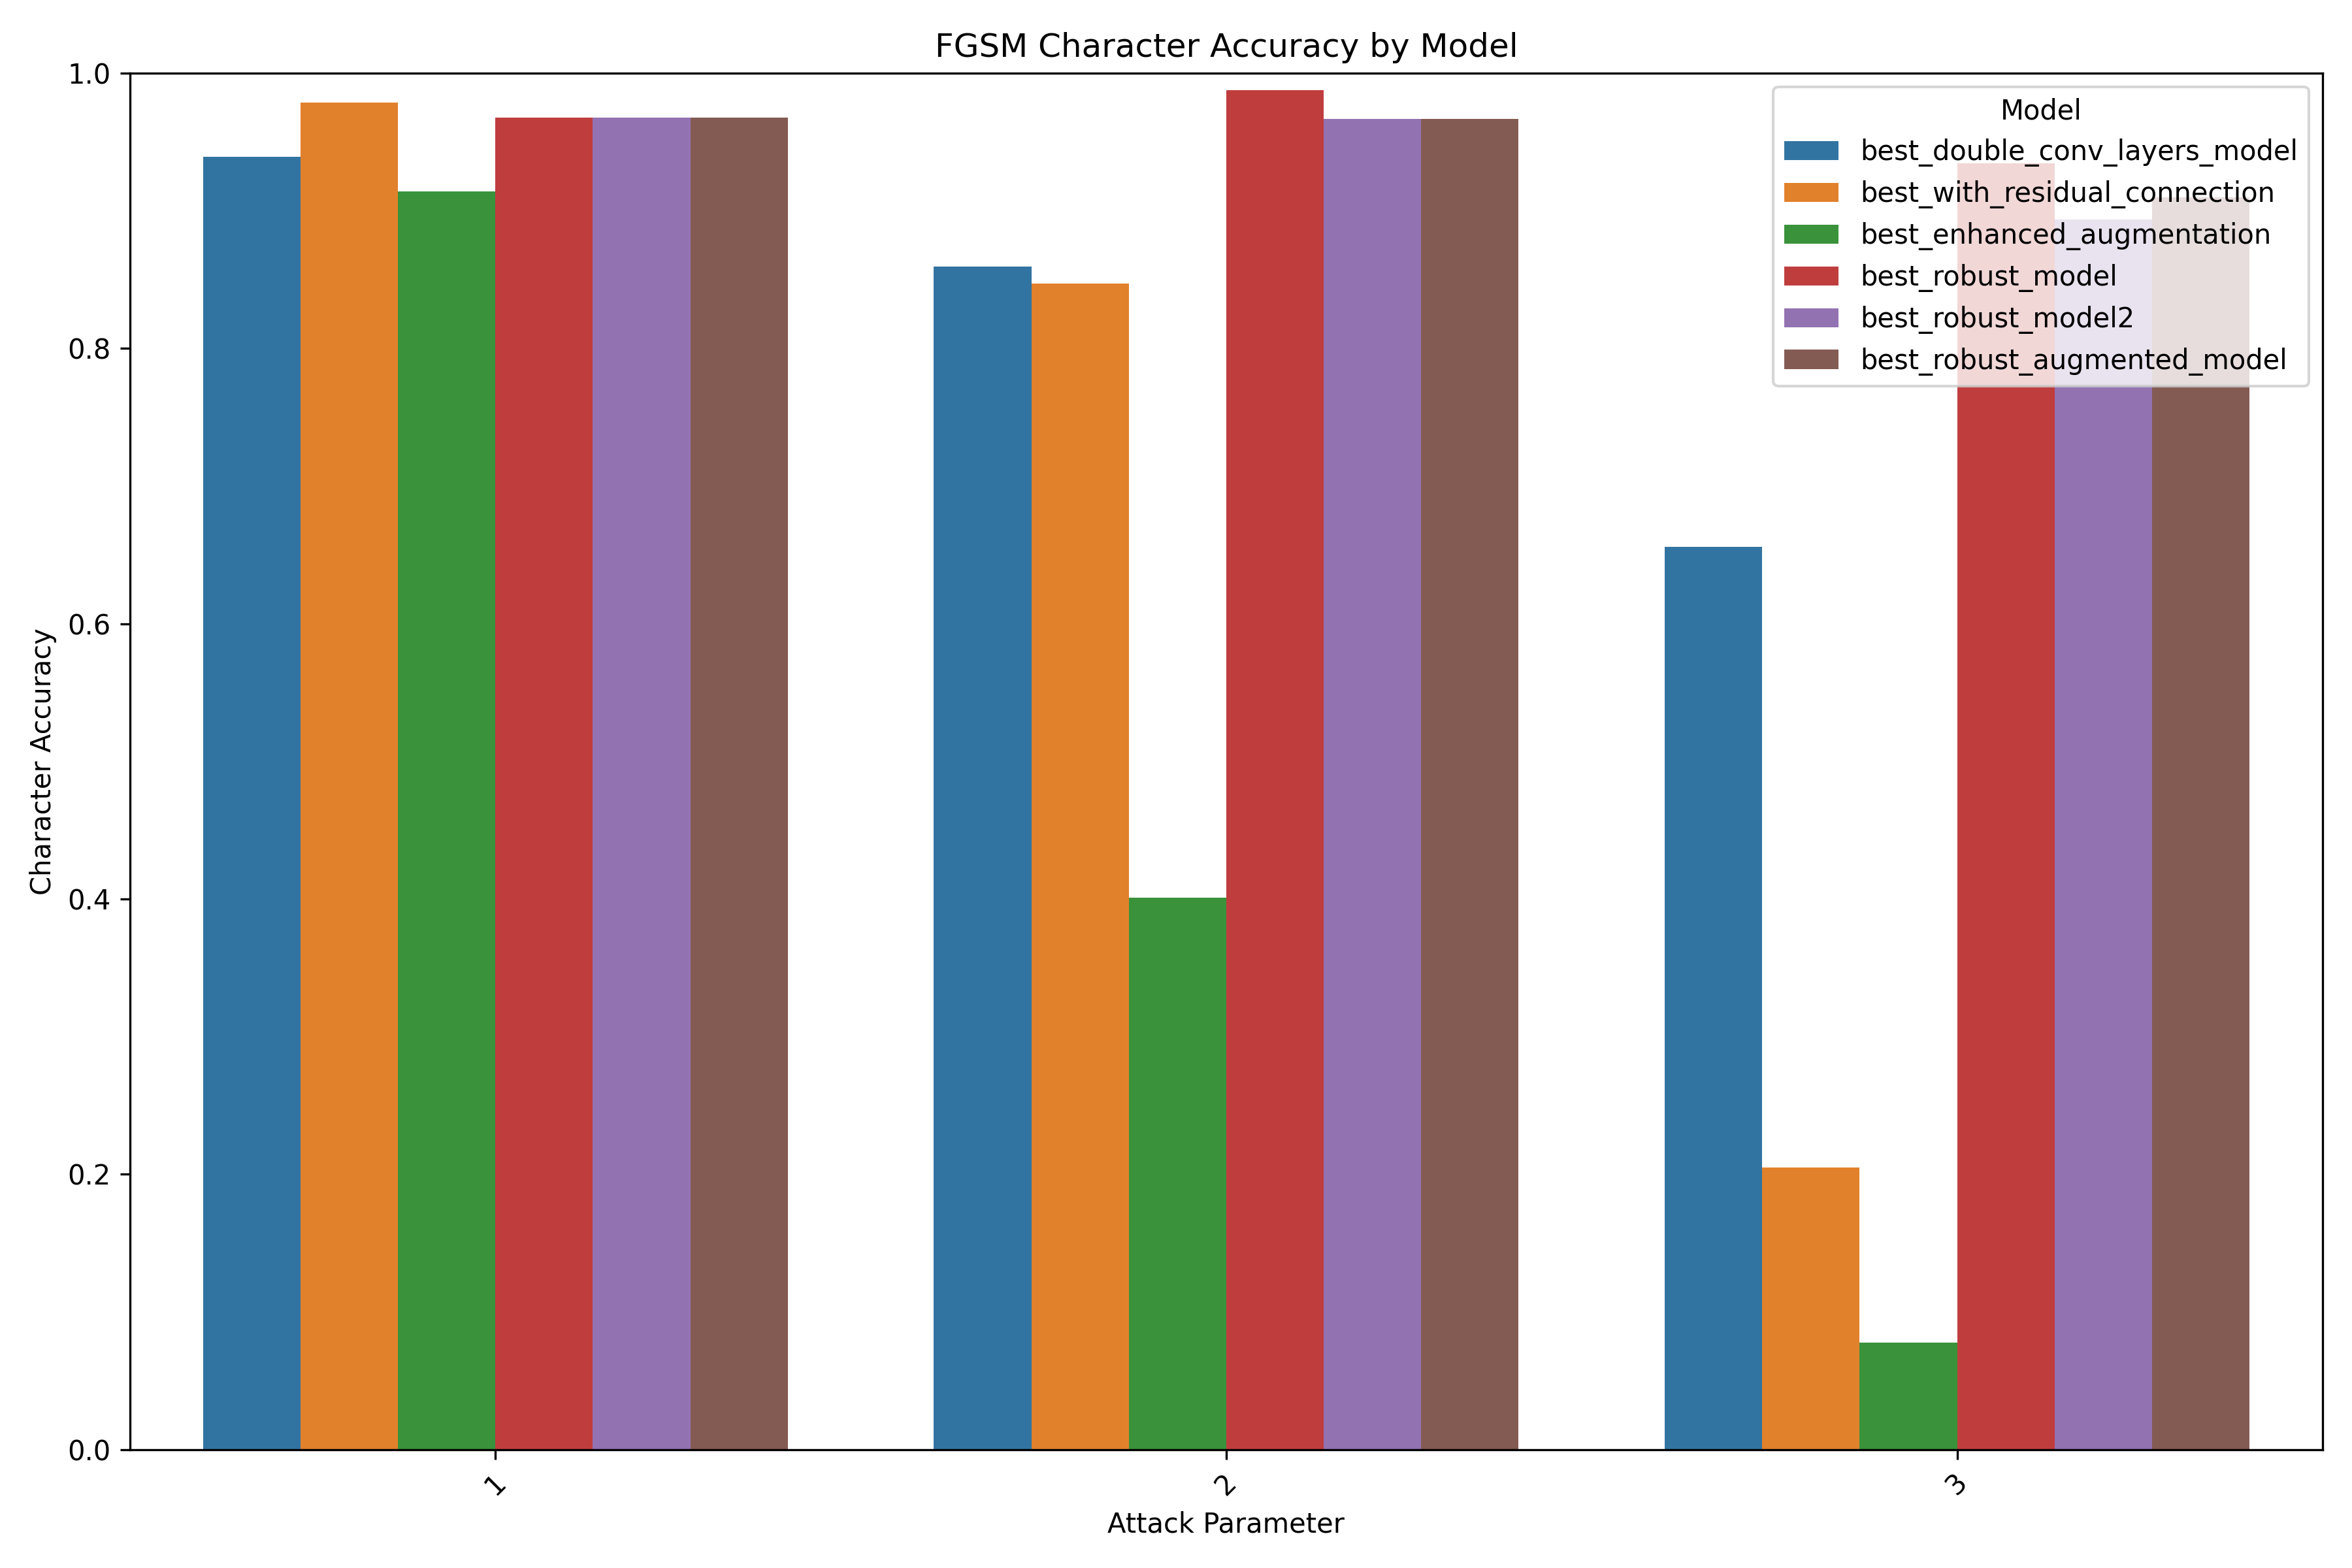 FGSM Character Accuracy by Model
1.0
0.8
0.6
0.4
0.2
0.0
Character Accuracy
Model
best_double_conv_layers_model
best_with_residual_connection
best_enhanced_augmentation
best_robust_model
best_robust_model2
best_robust_augmented_model
1
2
3
Attack Parameter